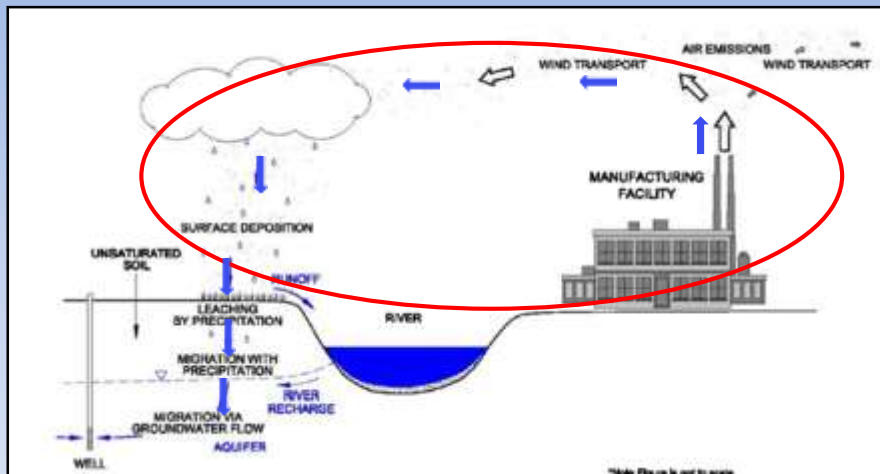 AIR EMISSIONS
WIND TRANSPORT
WIND TRANSPORT
MANUFACTURING
FACILITY
SURFACE DEPOSITION
UNSATURATED
SOIL
RUNOFF
LEACHING
BY PRECIPITATION
RIVER
MIGRATION WITH
PRECIPITATION
RIVER
RECHARGE
MIGRATION VIA
GROUNDWATER FLOW
AQUIFER
WELL